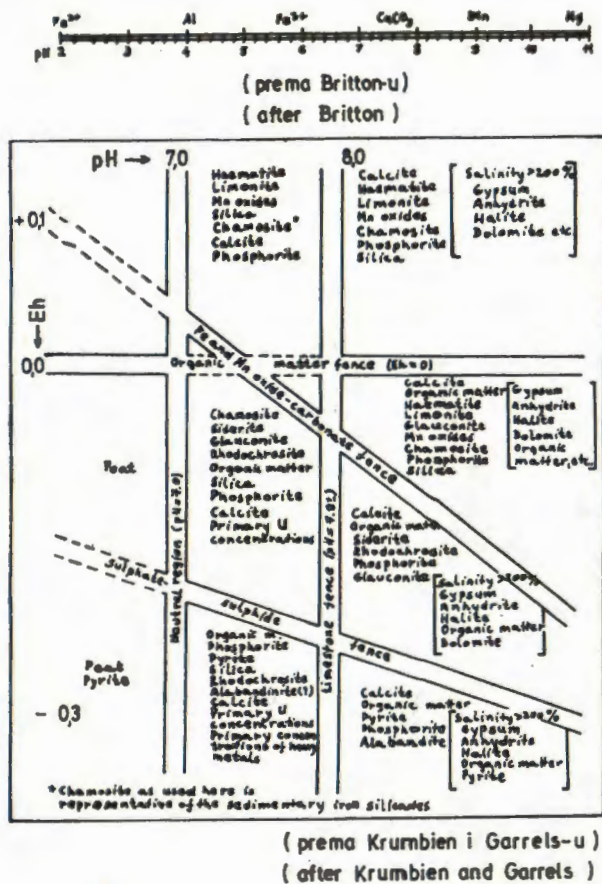 Fe³⁺ Al Fe²⁺ CaCO₃ Mn Mg
pH 2 3 4 5 6 7 8 9 10 11
(prema Britton-u)
(after Britton)
pH → 7,0 8,0
+0,1
← Eh
0,0
- 0,3
Haematite
Limonite
Mn oxides
Silica
Chamosite*
Calcite
Phosphorite
Calcite
Haematite
Limonite
Mn oxides
Chamosite
Phosphorite
Silica
Salinity >200%
Gypsum
Anhydrite
Halite
Dolomite etc
Fe and Mn oxide-carbonate fence
Organic matter fence (Eh=0)
Calcite
Organic matter
Haematite
Limonite
Glauconite
Mn oxides
Chamosite
Phosphorite
Silica
Gypsum
Anhydrite
Halite
Dolomite
Organic
matter, etc
Peat
Neutral region (pH=7.0)
Chamosite
Siderite
Glauconite
Rhodochrosite
Organic matter
Silica
Phosphorite
Calcite
Primary U
concentrations
Limestone fence
Calcite
Organic matter
Siderite
Rhodochrosite
Phosphorite
Glauconite
Salinity >200%
Gypsum
Anhydrite
Halite
Organic matter
Dolomite
Sulphate-
sulphide
fence
Peat
Pyrite
Organic m.
Phosphorite
Pyrite
Silica
Rhodochrosite
Alabandinite(?)
Calcite
Primary U
concentrations
Primary concen
trations of heavy
metals
Calcite
Organic matter
Pyrite
Phosphorite
Alabandite
Salinity >200%
Gypsum
Anhydrite
Halite
Organic matter
Pyrite
*Chamosite as used here is
representative of the sedimentary iron silicates
(prema Krumbien i Garrels-u)
(after Krumbien and Garrels)